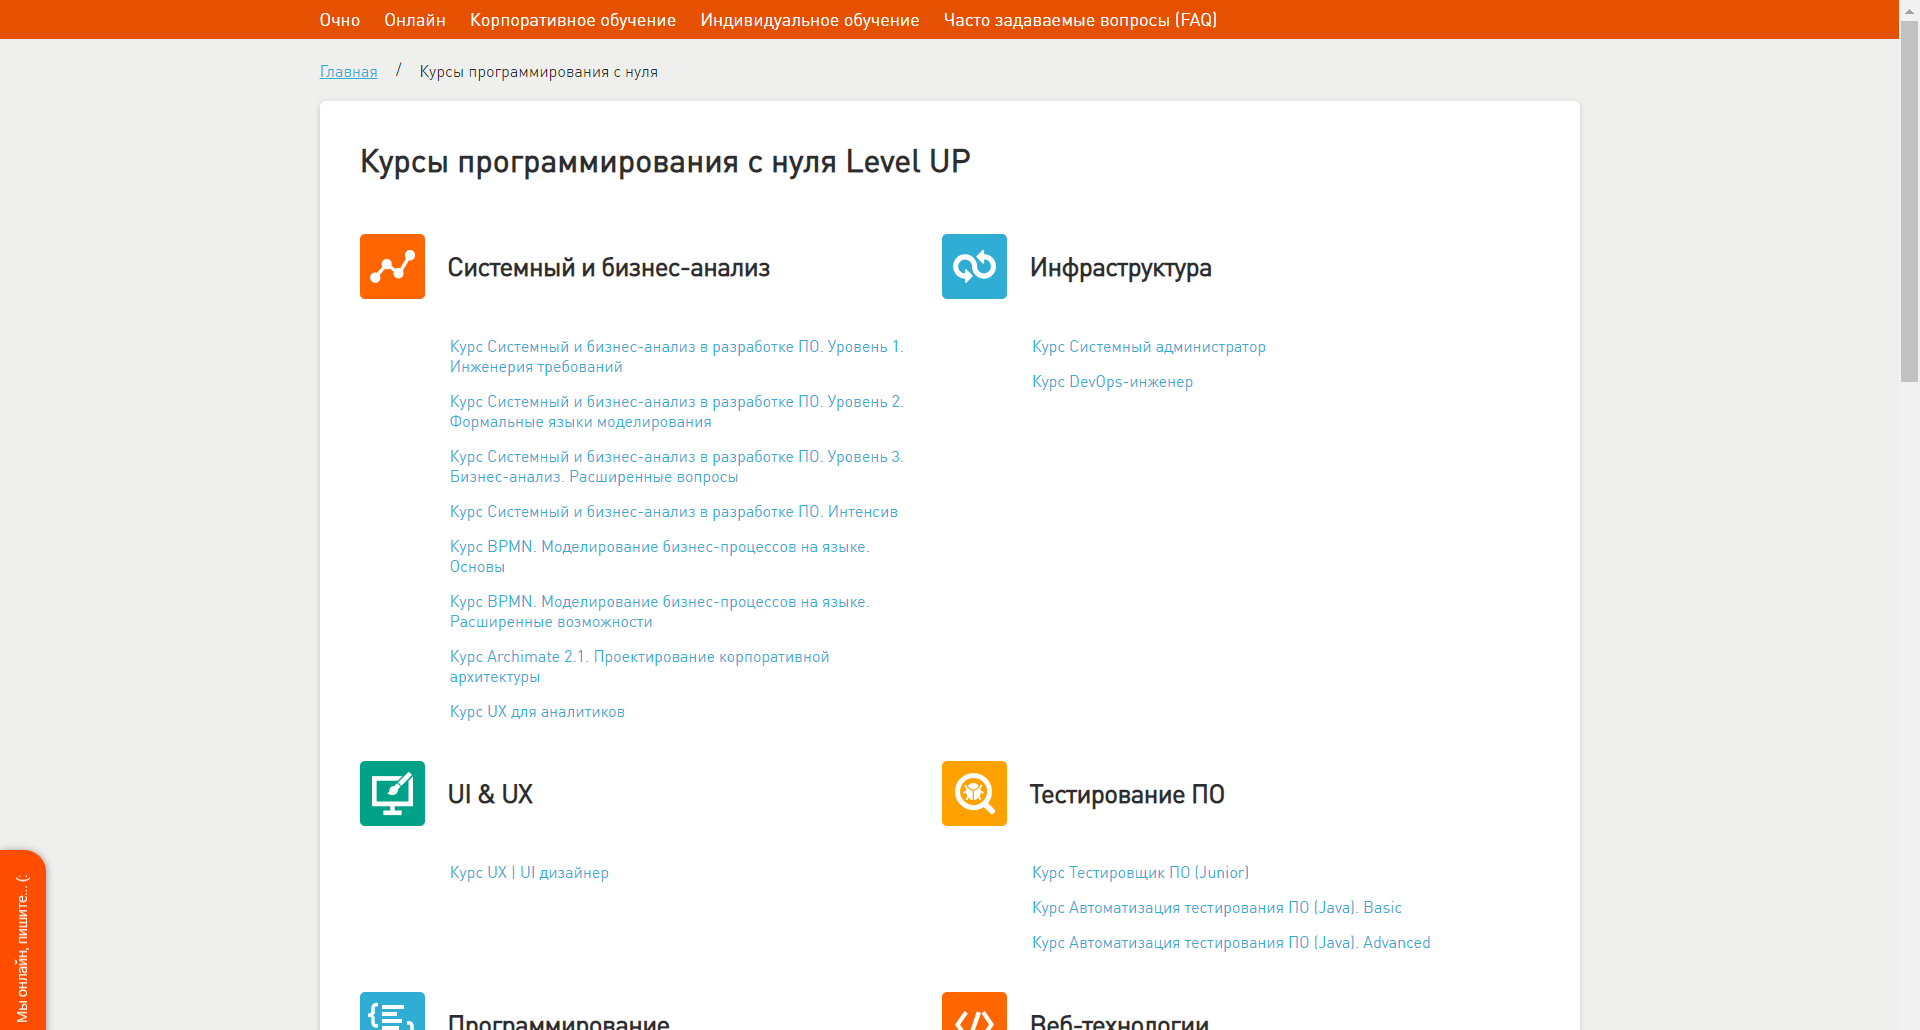 Очно Онлайн Корпоративное обучение Индивидуальное обучение Часто задаваемые вопросы (FAQ)
Главная / Курсы программирования с нуля
Курсы программирования с нуля Level UP
Системный и бизнес-анализ
Курс Системный и бизнес-анализ в разработке ПО. Уровень 1.
Инженерия требований
Курс Системный и бизнес-анализ в разработке ПО. Уровень 2.
Формальные языки моделирования
Курс Системный и бизнес-анализ в разработке ПО. Уровень 3.
Бизнес-анализ. Расширенные вопросы
Курс Системный и бизнес-анализ в разработке ПО. Интенсив
Курс BPMN. Моделирование бизнес-процессов на языке.
Основы
Курс BPMN. Моделирование бизнес-процессов на языке.
Расширенные возможности
Курс Archimate 2.1. Проектирование корпоративной
архитектуры
Курс UX для аналитиков
Инфраструктура
Курс Системный администратор
Курс DevOps-инженер
UI & UX
Курс UX | UI дизайнер
Тестирование ПО
Курс Тестировщик ПО (Junior)
Курс Автоматизация тестирования ПО (Java). Basic
Курс Автоматизация тестирования ПО (Java). Advanced
Программирование
Веб-технологии
Мы онлайн, пишите... (: